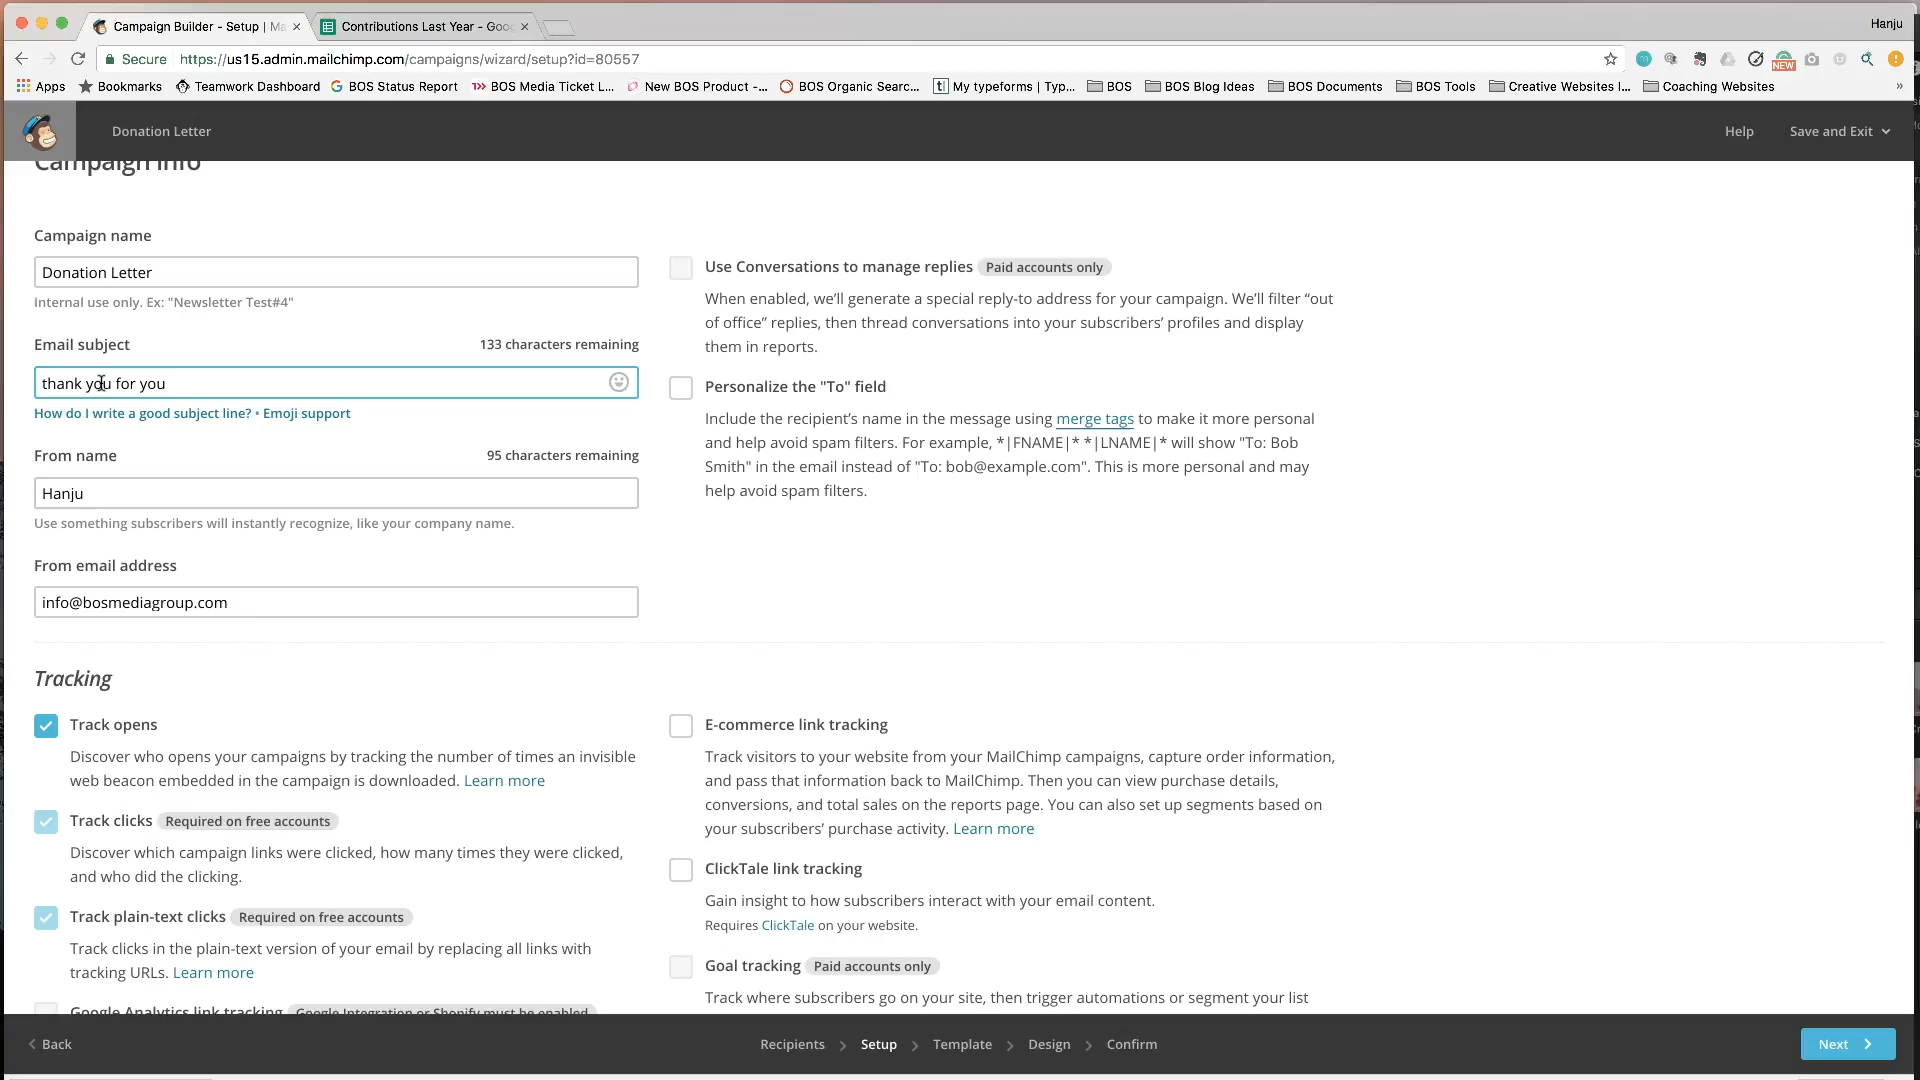 Campaign Builder - Setup | Ma
Contributions Last Year - Goo
Hanju
Secure https://us15.admin.mailchimp.com/campaigns/wizard/setup?id=80557
NEW
Apps Bookmarks Teamwork Dashboard BOS Status Report BOS Media Ticket L... New BOS Product -... BOS Organic Searc... My typeforms | Typ... BOS BOS Blog Ideas BOS Documents BOS Tools Creative Websites I... Coaching Websites »
Donation Letter
Help
Save and Exit
Campaign info
Campaign name
Donation Letter
Internal use only. Ex: "Newsletter Test#4"
Email subject
133 characters remaining
thank you for you
How do I write a good subject line? • Emoji support
From name
95 characters remaining
Hanju
Use something subscribers will instantly recognize, like your company name.
From email address
info@bosmediagroup.com
Use Conversations to manage replies Paid accounts only
When enabled, we’ll generate a special reply-to address for your campaign. We’ll filter “out
of office” replies, then thread conversations into your subscribers’ profiles and display
them in reports.
Personalize the "To" field
Include the recipient’s name in the message using merge tags to make it more personal
and help avoid spam filters. For example, *|FNAME|* *|LNAME|* will show "To: Bob
Smith" in the email instead of "To: bob@example.com". This is more personal and may
help avoid spam filters.
Tracking
Track opens
Discover who opens your campaigns by tracking the number of times an invisible
web beacon embedded in the campaign is downloaded. Learn more
Track clicks Required on free accounts
Discover which campaign links were clicked, how many times they were clicked,
and who did the clicking.
Track plain-text clicks Required on free accounts
Track clicks in the plain-text version of your email by replacing all links with
tracking URLs. Learn more
Google Analytics link tracking Google Integration or Shopify must be enabled
E-commerce link tracking
Track visitors to your website from your MailChimp campaigns, capture order information,
and pass that information back to MailChimp. Then you can view purchase details,
conversions, and total sales on the reports page. You can also set up segments based on
your subscribers’ purchase activity. Learn more
ClickTale link tracking
Gain insight to how subscribers interact with your email content.
Requires ClickTale on your website.
Goal tracking Paid accounts only
Track where subscribers go on your site, then trigger automations or segment your list
Back
Recipients > Setup > Template > Design > Confirm
Next